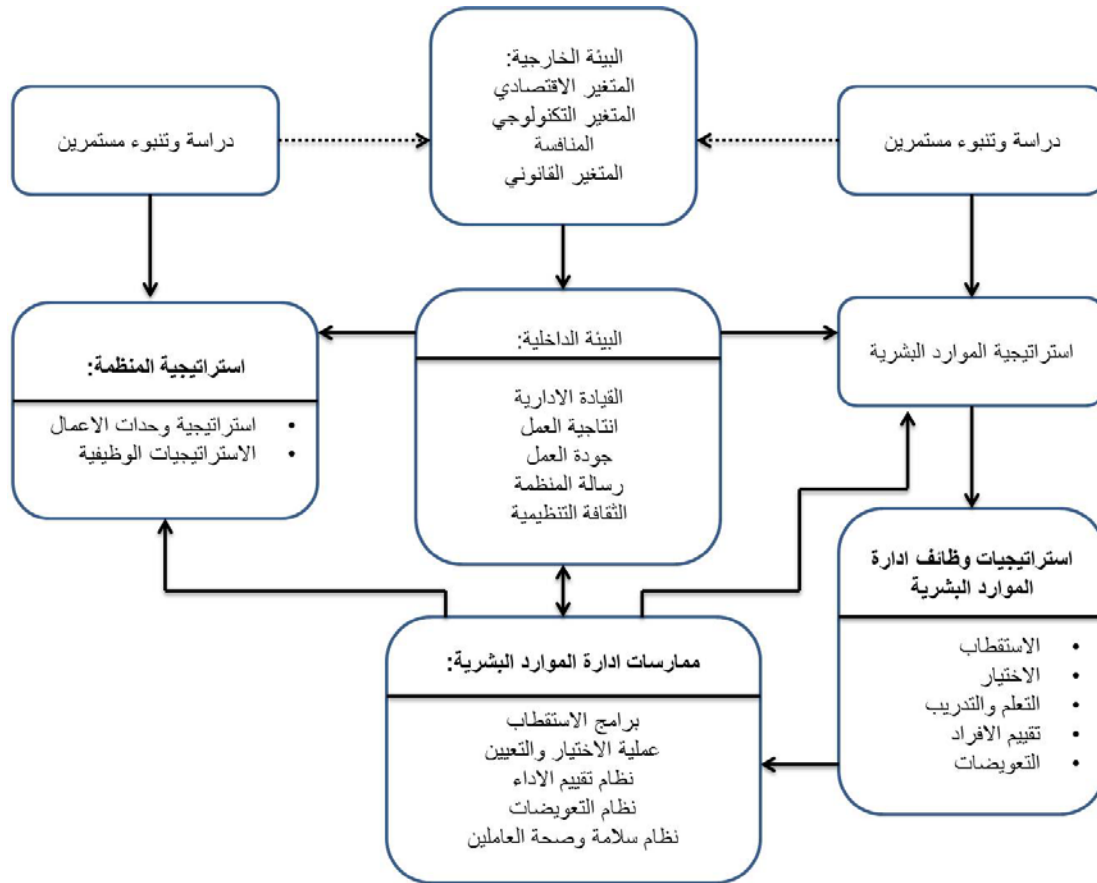 البيئة الخارجية:
المتغير الاقتصادي
المتغير التكنولوجي
المنافسة
المتغير القانوني
دراسة وتنبوء مستمرين
دراسة وتنبوء مستمرين
استراتيجية الموارد البشرية
البيئة الداخلية:
القيادة الادارية
انتاجية العمل
جودة العمل
رسالة المنظمة
الثقافة التنظيمية
استراتيجية المنظمة:
• استراتيجية وحدات الاعمال
• الاستراتيجيات الوظيفية
استراتيجيات وظائف ادارة
الموارد البشرية
• الاستقطاب
• الاختيار
• التعلم والتدريب
• تقييم الافراد
• التعويضات
ممارسات ادارة الموارد البشرية:
برامج الاستقطاب
عملية الاختيار والتعيين
نظام تقييم الاداء
نظام التعويضات
نظام سلامة وصحة العاملين